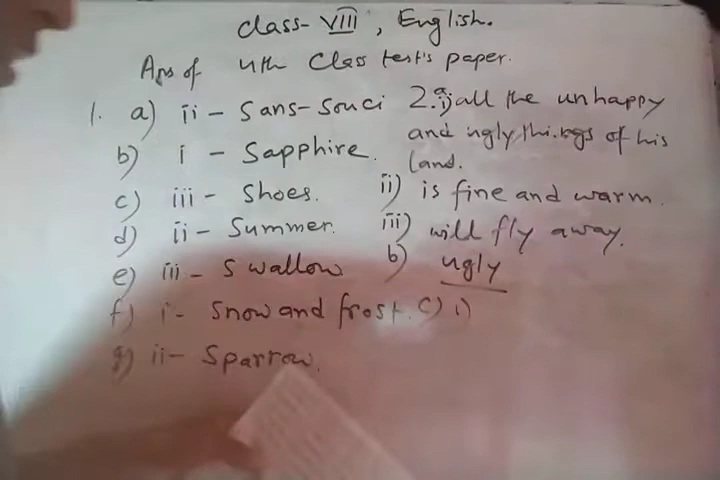 class- VIII, English.
Ans of 4th Class test's paper.
1. a) ii - Sans-Souci
b) i - Sapphire.
c) iii - Shoes.
d) ii - Summer.
e) iii - Swallow
f) i - Snow and frost.
g) ii - Sparrow.
2. a) i) all the unhappy
and ugly things of his
land.
ii) is fine and warm.
iii) will fly away.
b) ugly
c) i)